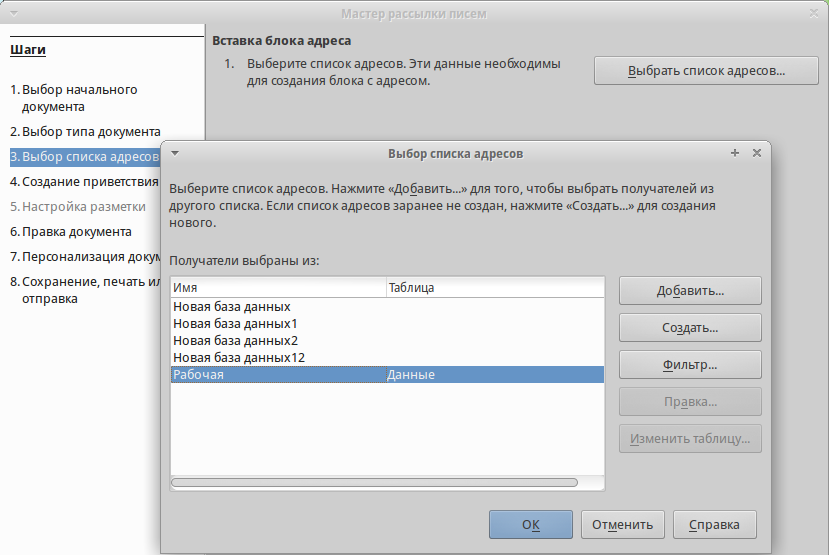 Мастер рассылки писем
Шаги
1. Выбор начального
документа
2. Выбор типа документа
3. Выбор списка адресов
4. Создание приветствия
5. Настройка разметки
6. Правка документа
7. Персонализация
8. Сохранение, печать
отправка
Вставка блока адреса
1. Выберите список адресов. Эти данные необходимы
для создания блока с адресом.
Выбрать список адресов...
Выбор списка адресов
Выберите список адресов. Нажмите «Добавить...» для того, чтобы выбрать получателей из
другого списка. Если список адресов заранее не создан, нажмите «Создать...» для создания
нового.
Получатели выбраны из:
Имя Таблица
Новая база данных
Новая база данных1
Новая база данных2
Новая база данных12
Рабочая Данные
Добавить...
Создать...
Фильтр...
Правка...
Изменить таблицу...
ОК
Отменить
Справка